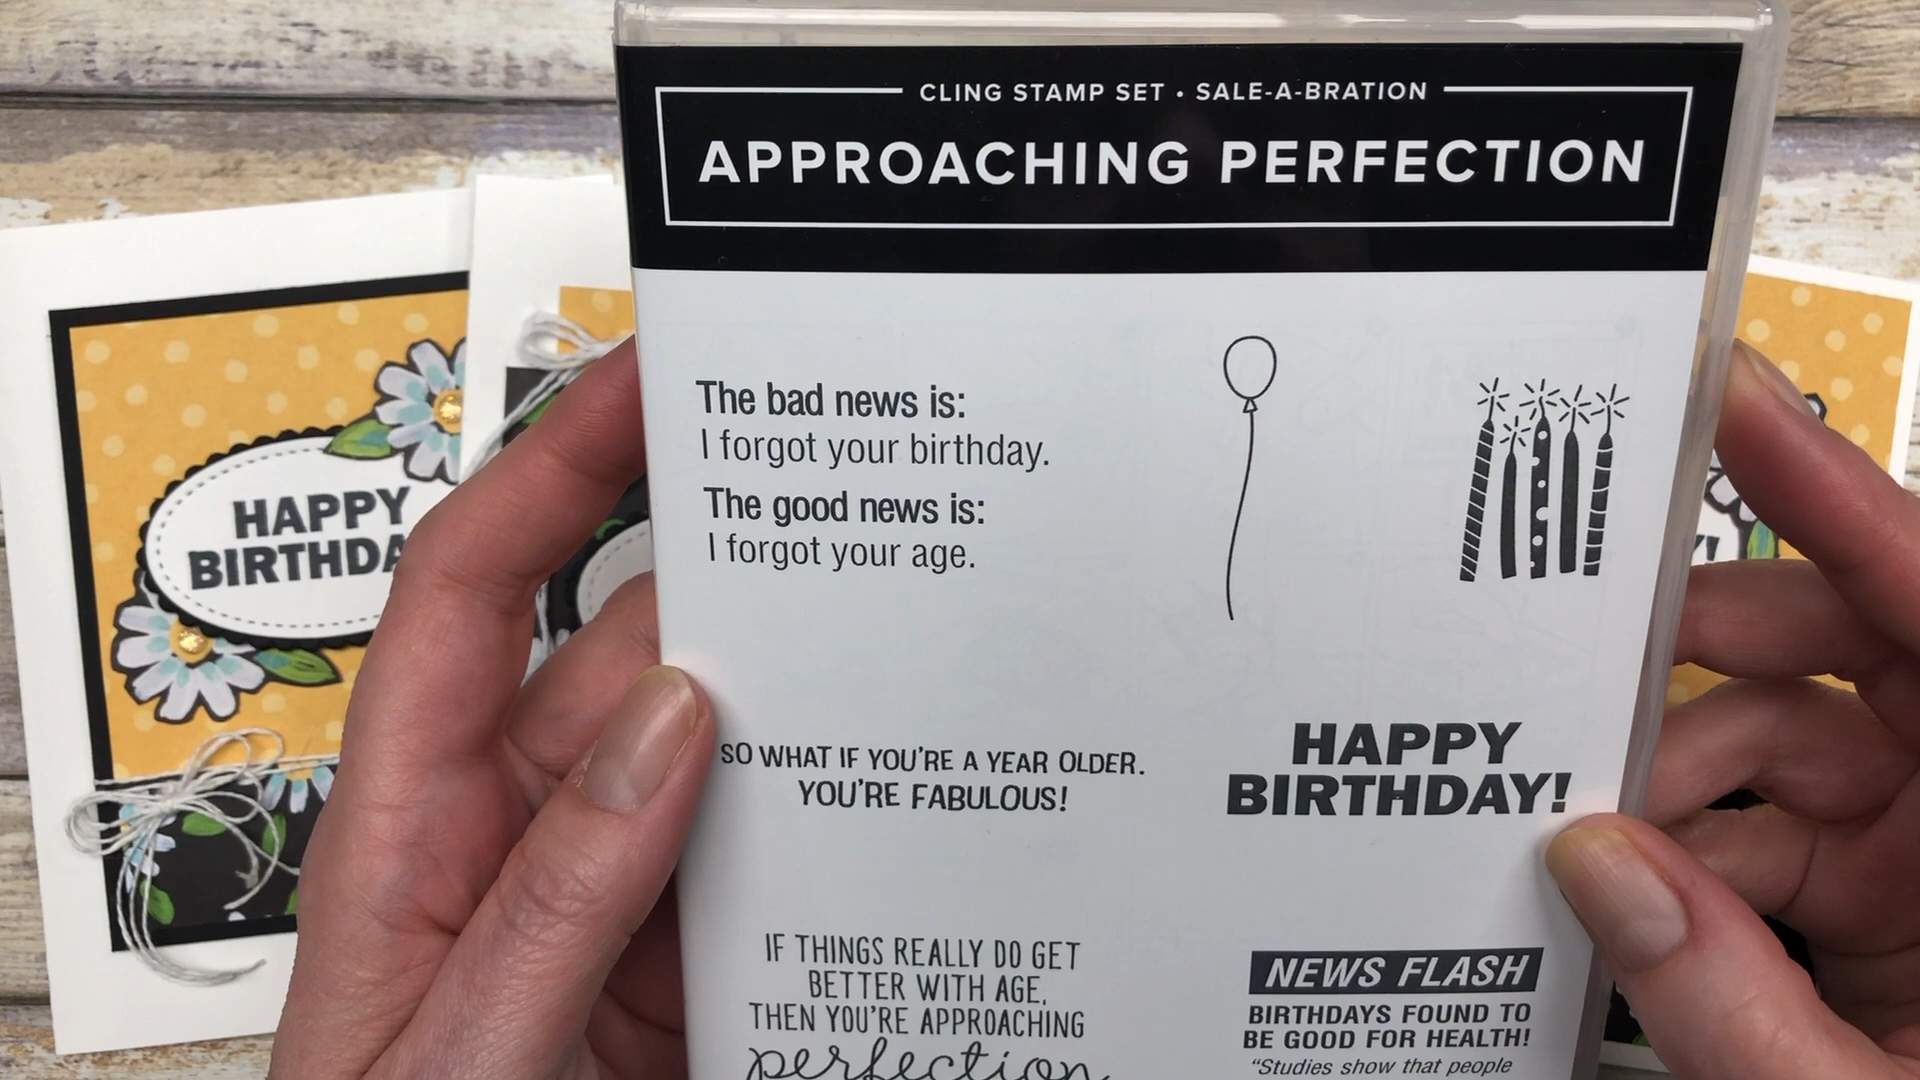 CLING STAMP SET • SALE-A-BRATION
APPROACHING PERFECTION
The bad news is:
I forgot your birthday.
The good news is:
I forgot your age.
SO WHAT IF YOU'RE A YEAR OLDER.
YOU'RE FABULOUS!
HAPPY
BIRTHDAY!
IF THINGS REALLY DO GET
BETTER WITH AGE,
THEN YOU'RE APPROACHING
perfection
NEWS FLASH
BIRTHDAYS FOUND TO
BE GOOD FOR HEALTH!
"Studies show that people
HAPPY
BIRTHDA
Y!